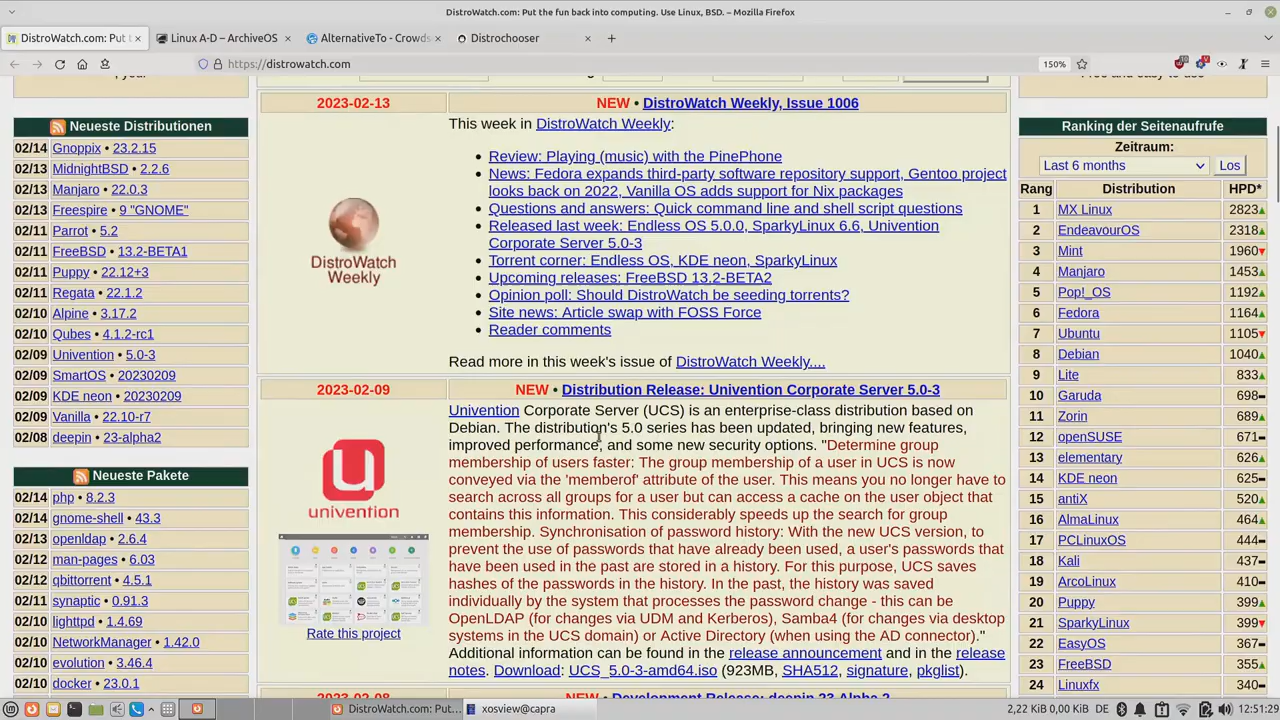 DistroWatch.com: Put the fun back into computing. Use Linux, BSD. – Mozilla Firefox
DistroWatch.com: Put t
Linux A-D – ArchiveOS
AlternativeTo - Crowds
Distrochooser
https://distrowatch.com
150%
Neueste Distributionen
02/14 Gnoppix • 23.2.15
02/13 MidnightBSD • 2.2.6
02/13 Manjaro • 22.0.3
02/13 Freespire • 9 "GNOME"
02/11 Parrot • 5.2
02/11 FreeBSD • 13.2-BETA1
02/11 Puppy • 22.12+3
02/11 Regata • 22.1.2
02/10 Alpine • 3.17.2
02/10 Qubes • 4.1.2-rc1
02/09 Univention • 5.0-3
02/09 SmartOS • 20230209
02/09 KDE neon • 20230209
02/09 Vanilla • 22.10-r7
02/08 deepin • 23-alpha2
Neueste Pakete
02/14 php • 8.2.3
02/14 gnome-shell • 43.3
02/13 openldap • 2.6.4
02/12 man-pages • 6.03
02/12 qbittorrent • 4.5.1
02/11 synaptic • 0.91.3
02/11 lighttpd • 1.4.69
02/10 NetworkManager • 1.42.0
02/10 evolution • 3.46.4
02/10 docker • 23.0.1
2023-02-13
NEW • DistroWatch Weekly, Issue 1006
DistroWatch
Weekly
This week in DistroWatch Weekly:
• Review: Playing (music) with the PinePhone
• News: Fedora expands third-party software repository support, Gentoo project
looks back on 2022, Vanilla OS adds support for Nix packages
• Questions and answers: Quick command line and shell script questions
• Released last week: Endless OS 5.0.0, SparkyLinux 6.6, Univention
Corporate Server 5.0-3
• Torrent corner: Endless OS, KDE neon, SparkyLinux
• Upcoming releases: FreeBSD 13.2-BETA2
• Opinion poll: Should DistroWatch be seeding torrents?
• Site news: Article swap with FOSS Force
• Reader comments
Read more in this week's issue of DistroWatch Weekly....
2023-02-09
NEW • Distribution Release: Univention Corporate Server 5.0-3
univention
Rate this project
Univention Corporate Server (UCS) is an enterprise-class distribution based on
Debian. The distribution's 5.0 series has been updated, bringing new features,
improved performance, and some new security options. "Determine group
membership of users faster: The group membership of a user in UCS is now
conveyed via the 'memberof' attribute of the user. This means you no longer have to
search across all groups for a user but can access a cache on the user object that
contains this information. This considerably speeds up the search for group
membership. Synchronisation of password history: With the new UCS version, to
prevent the use of passwords that have already been used, a user's passwords that
have been used in the past are stored in a history. For this purpose, UCS saves
hashes of the passwords in the history. In the past, the history was saved
individually by the system that processes the password change - this can be
OpenLDAP (for changes via UDM and Kerberos), Samba4 (for changes via desktop
systems in the UCS domain) or Active Directory (when using the AD connector)."
Additional information can be found in the release announcement and in the release
notes. Download: UCS_5.0-3-amd64.iso (923MB, SHA512, signature, pkglist).
2023-02-08
NEW • Development Release: deepin 23 Alpha 2
Ranking der Seitenaufrufe
Zeitraum:
Last 6 months
Los
Rang Distribution HPD*
1 MX Linux 2823
2 EndeavourOS 2318
3 Mint 1960
4 Manjaro 1453
5 Pop!_OS 1192
6 Fedora 1164
7 Ubuntu 1105
8 Debian 1040
9 Lite 833
10 Garuda 698
11 Zorin 689
12 openSUSE 671
13 elementary 626
14 KDE neon 625
15 antiX 520
16 AlmaLinux 464
17 PCLinuxOS 444
18 Kali 437
19 ArcoLinux 410
20 Puppy 399
21 SparkyLinux 399
22 EasyOS 367
23 FreeBSD 355
24 Linuxfx 340
DistroWatch.com: Put...
xosview@capra
2,22 KiB 0,00 KiB
DE
12:51:29